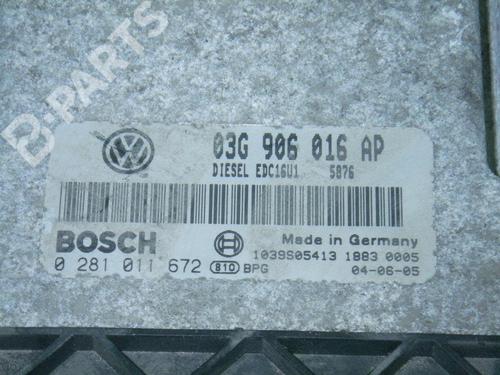 B-PARTS
03G 906 016 AP
DIESEL EDC16U1 5876
BOSCH
Made in Germany
1039S05413 1883 0005
0 281 011 672 810 BPG 04-06-05